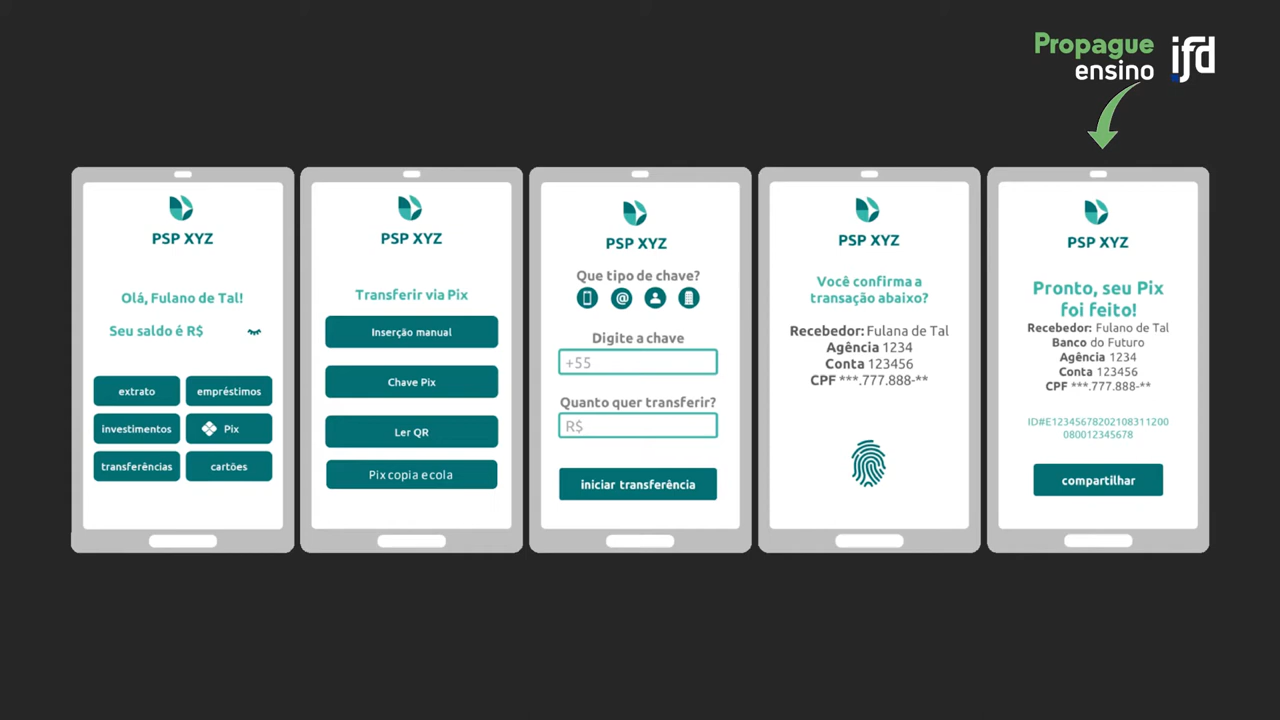 Propague
ensino
ifd
PSP XYZ
Olá, Fulano de Tal!
Seu saldo é R$
extrato
empréstimos
investimentos
Pix
transferências
cartões
PSP XYZ
Transferir via Pix
Inserção manual
Chave Pix
Ler QR
Pix copia e cola
PSP XYZ
Que tipo de chave?
@
Digite a chave
+55
Quanto quer transferir?
R$
iniciar transferência
PSP XYZ
Você confirma a
transação abaixo?
Recebedor: Fulana de Tal
Agência 1234
Conta 123456
CPF ***.777.888-**
PSP XYZ
Pronto, seu Pix
foi feito!
Recebedor: Fulano de Tal
Banco do Futuro
Agência 1234
Conta 123456
CPF ***.777.888-**
ID#E12345678202108311200
080012345678
compartilhar